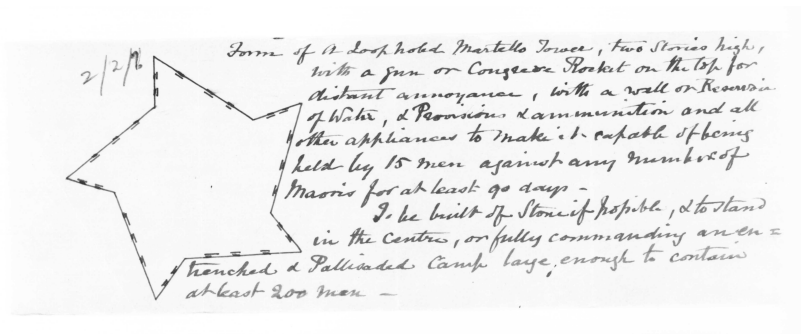 2/2/6
Form of a Loopholed Martello Tower, two Stories high,
with a gun or Congreve Rocket on the top for
distant annoyance, with a well or Reservoir
of Water, & Provisions & ammunition and all
other appliances to make it capable of being
held by 15 men against any number of
Maoris for at least 90 days -
To be built of Stone if possible, & to stand
in the centre, or fully commanding an en=
trenched & Pallisaded Camp large enough to contain
at least 200 men -